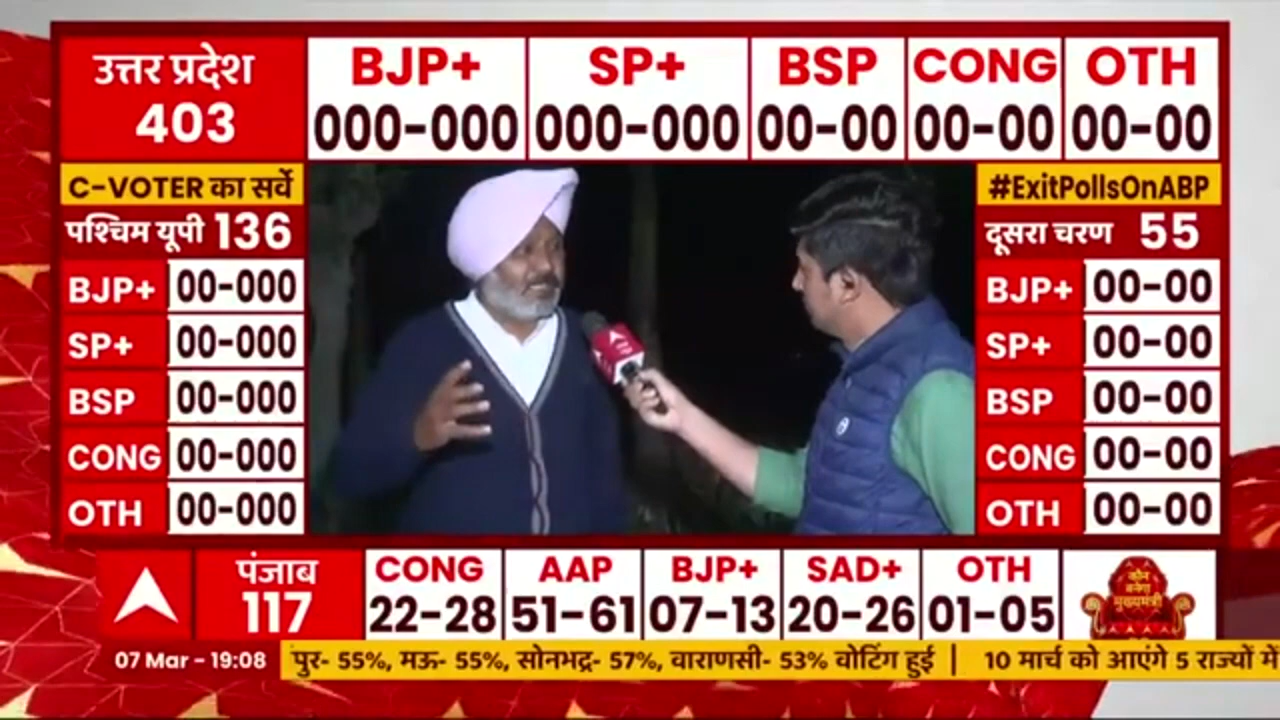 उत्तर प्रदेश
403
BJP+
000-000
SP+
000-000
BSP
00-00
CONG
00-00
OTH
00-00
C-VOTER का सर्वे
पश्चिम यूपी 136
BJP+ 00-000
SP+ 00-000
BSP 00-000
CONG 00-000
OTH 00-000
#ExitPollsOnABP
दूसरा चरण 55
BJP+ 00-00
SP+ 00-00
BSP 00-00
CONG 00-00
OTH 00-00
पंजाब
117
CONG
22-28
AAP
51-61
BJP+
07-13
SAD+
20-26
OTH
01-05
कौन
बनेगा
मुख्यमंत्री
07 Mar - 19:08
पुर- 55%, मऊ- 55%, सोनभद्र- 57%, वाराणसी- 53% वोटिंग हुई | 10 मार्च को आएंगे 5 राज्यों में